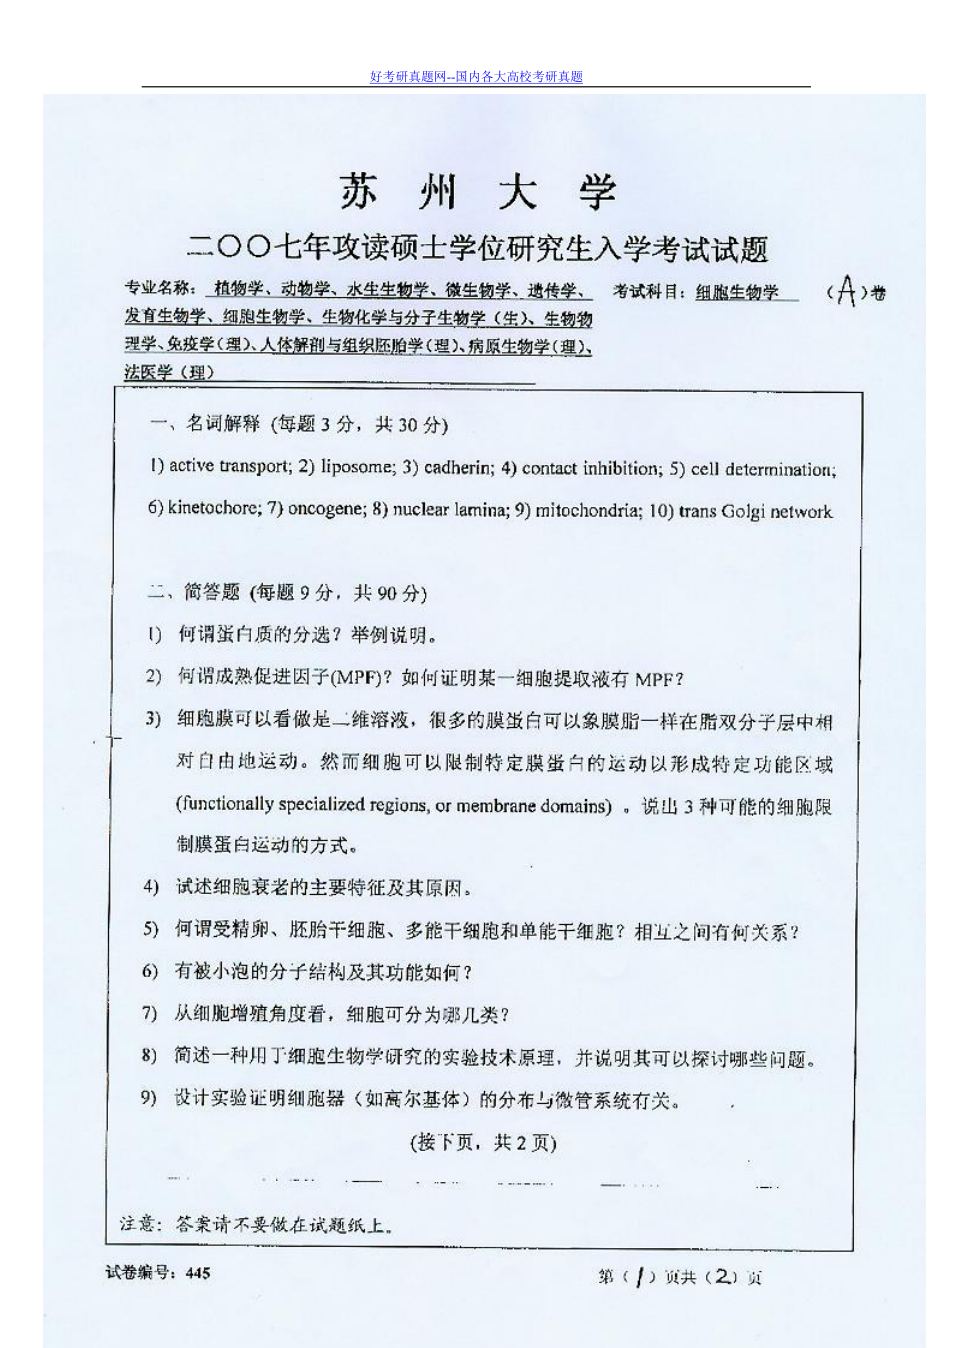 好考研真题网--国内各大高校考研真题
苏 州 大 学
二〇〇七年攻读硕士学位研究生入学考试试题
专业名称：植物学、动物学、水生生物学、微生物学、遗传学、 考试科目：细胞生物学 （A）卷
发育生物学、细胞生物学、生物化学与分子生物学（生）、生物物
理学、免疫学（理）、人体解剖与组织胚胎学（理）、病原生物学（理）、
法医学（理）
一、名词解释 (每题 3 分，共 30 分)
1) active transport; 2) liposome; 3) cadherin; 4) contact inhibition; 5) cell determination;
6) kinetochore; 7) oncogene; 8) nuclear lamina; 9) mitochondria; 10) trans Golgi network
二、简答题 (每题 9 分，共 90 分)
1) 何谓蛋白质的分选？举例说明。
2) 何谓成熟促进因子(MPF)？如何证明某一细胞提取液有 MPF？
3) 细胞膜可以看做是二维溶液，很多的膜蛋白可以象膜脂一样在脂双分子层中相
对自由地运动。然而细胞可以限制特定膜蛋白的运动以形成特定功能区域
(functionally specialized regions, or membrane domains) 。说出 3 种可能的细胞限
制膜蛋白运动的方式。
4) 试述细胞衰老的主要特征及其原因。
5) 何谓受精卵、胚胎干细胞、多能干细胞和单能干细胞？相互之间有何关系？
6) 有被小泡的分子结构及其功能如何？
7) 从细胞增殖角度看，细胞可分为哪几类？
8) 简述一种用于细胞生物学研究的实验技术原理，并说明其可以探讨哪些问题。
9) 设计实验证明细胞器（如高尔基体）的分布与微管系统有关。
(接下页，共 2 页)
注意：答案请不要做在试题纸上。
试卷编号：445
第（1）页共（2）页